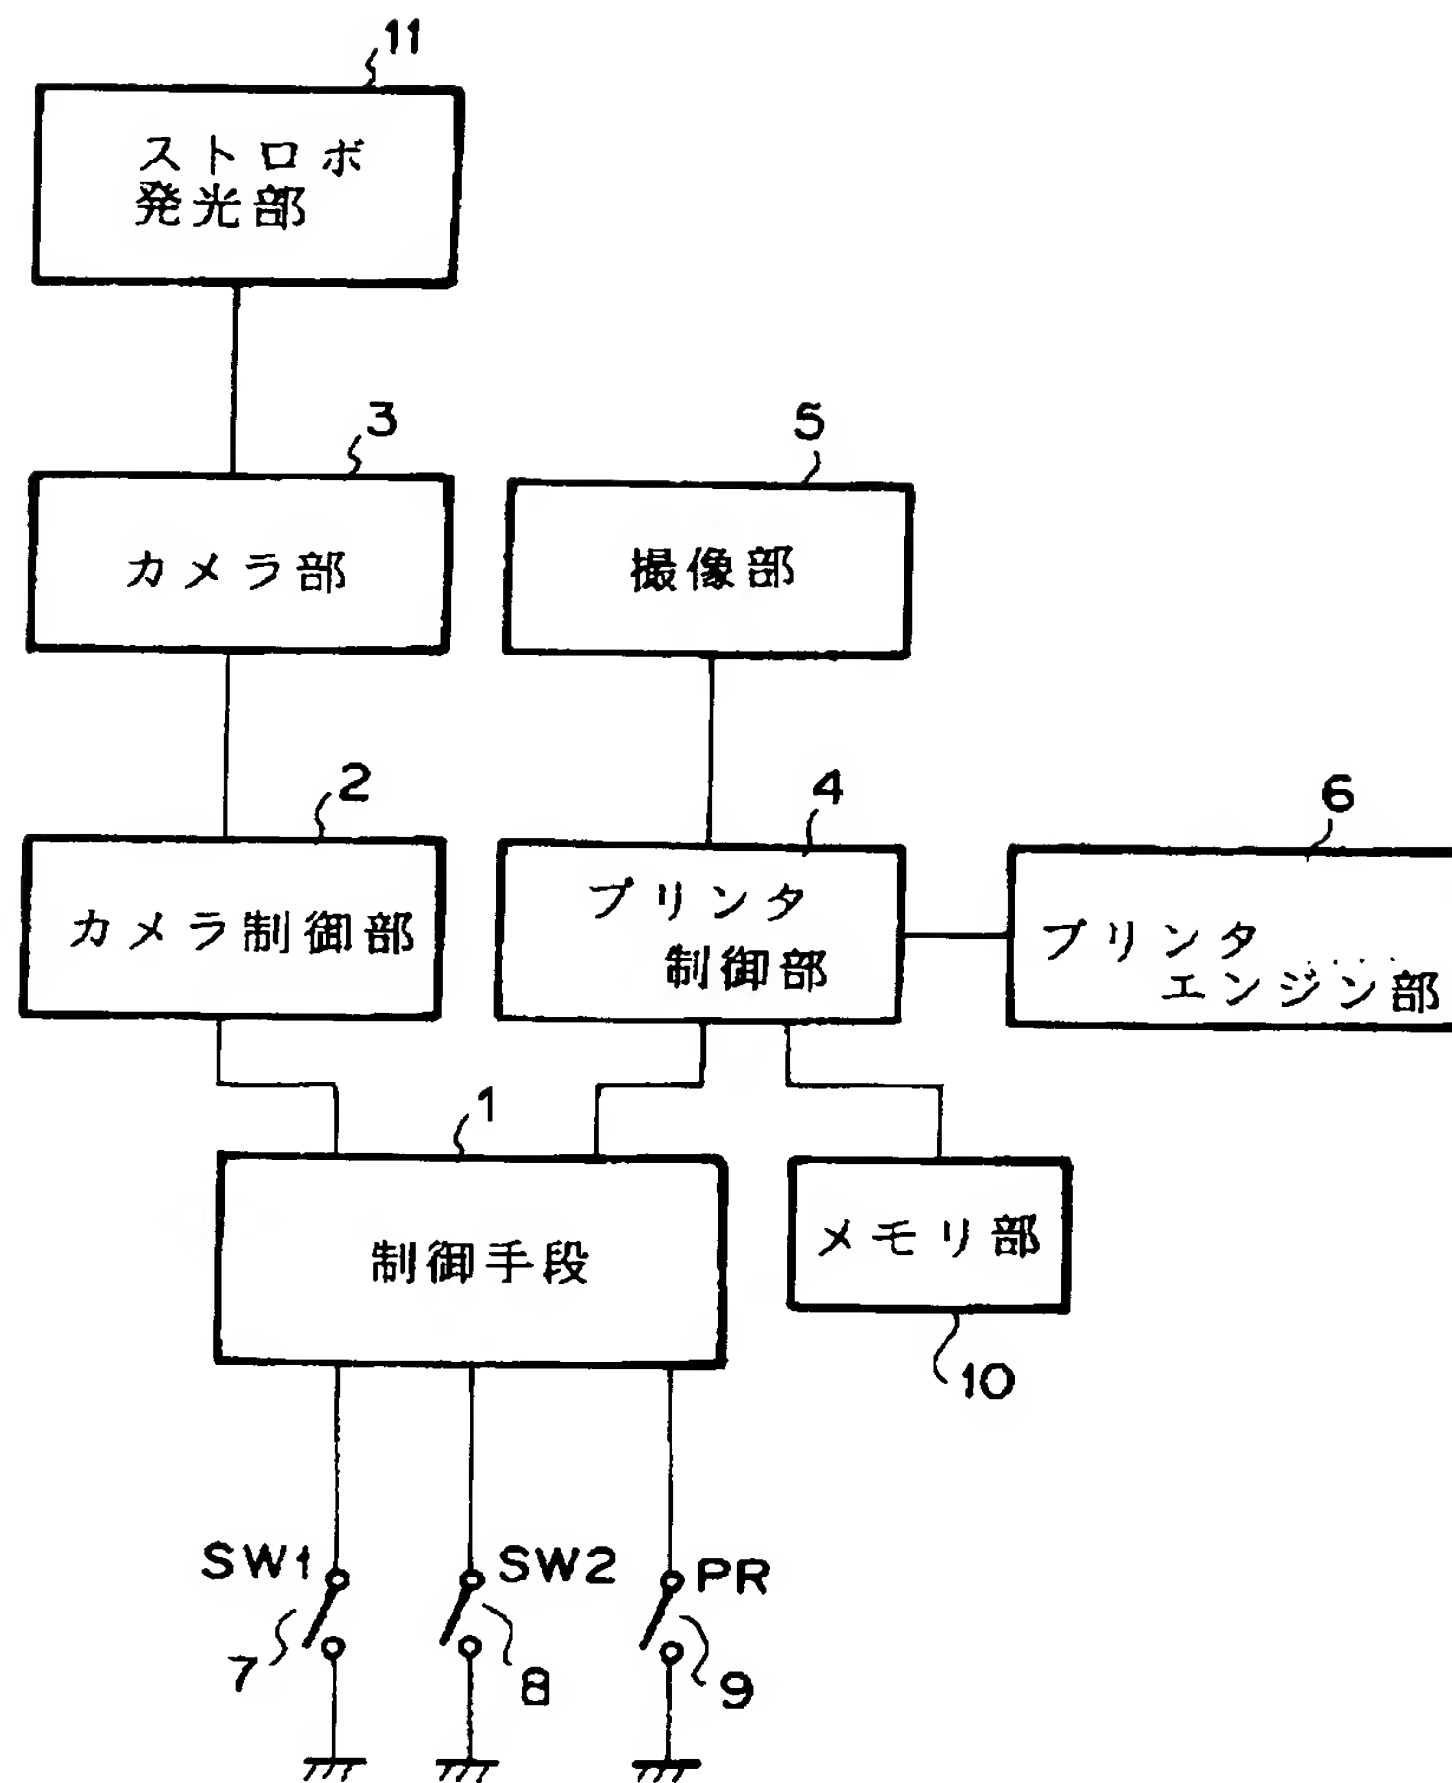 11
ストロボ
発光部
3
カメラ部
5
撮像部
2
カメラ制御部
4
プリンタ
制御部
6
プリンタ
エンジン部
1
制御手段
メモリ部
10
SW1
7
SW2
8
PR
9